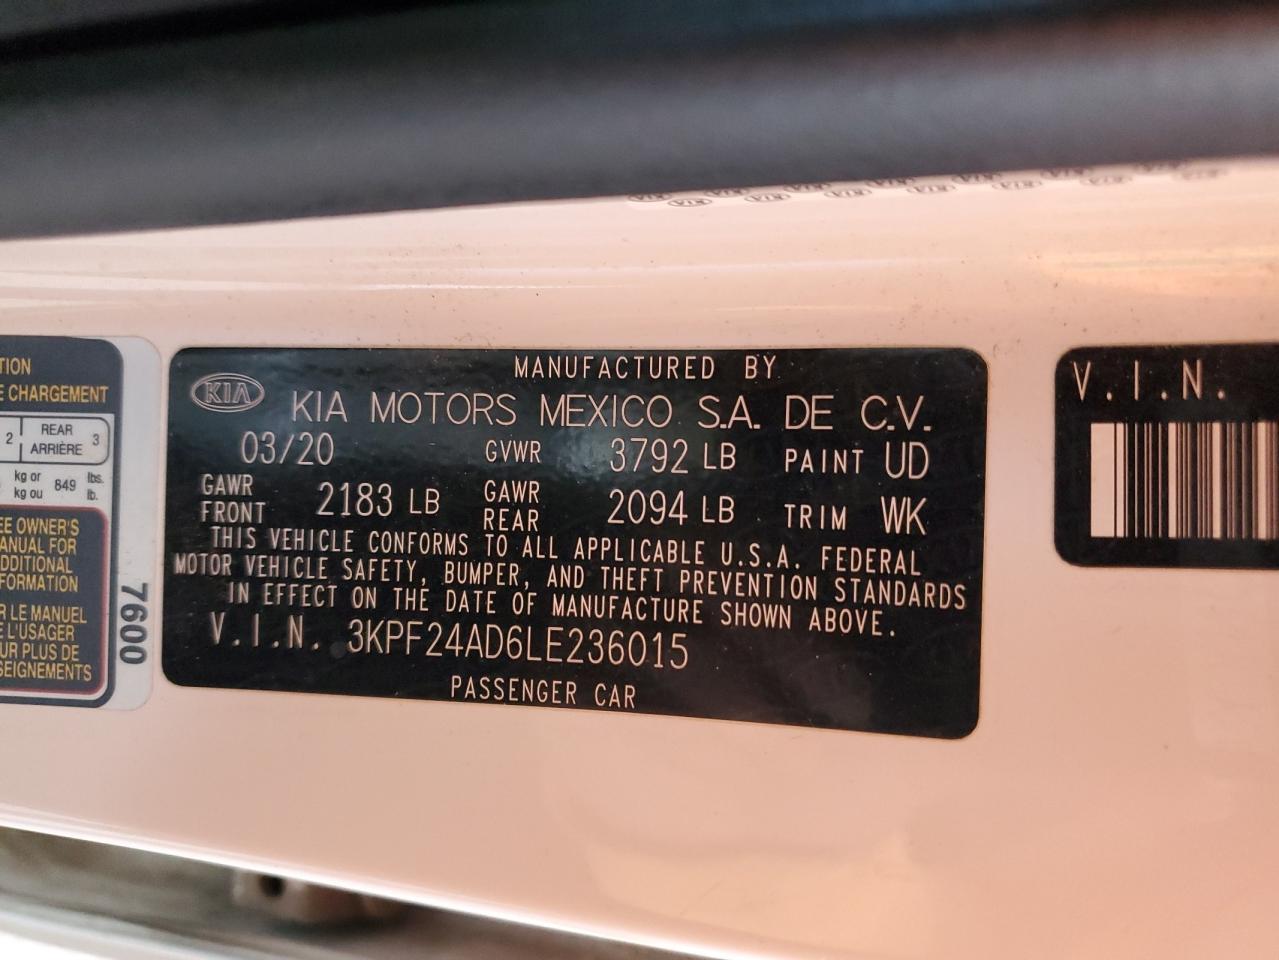 TION
E CHARGEMENT
2 REAR ARRIÈRE 3
kg or
kg ou 849 lbs.
lb.
EE OWNER'S
ANUAL FOR
DDITIONAL
FORMATION
R LE MANUEL
E L'USAGER
UR PLUS DE
SEIGNEMENTS
7600
MANUFACTURED BY
KIA KIA MOTORS MEXICO S.A. DE C.V.
03/20 GVWR 3792 LB PAINT UD
GAWR FRONT 2183 LB GAWR REAR 2094 LB TRIM WK
THIS VEHICLE CONFORMS TO ALL APPLICABLE U.S.A. FEDERAL
MOTOR VEHICLE SAFETY, BUMPER, AND THEFT PREVENTION STANDARDS
IN EFFECT ON THE DATE OF MANUFACTURE SHOWN ABOVE.
V.I.N. 3KPF24AD6LE236015
PASSENGER CAR
V.I.N.